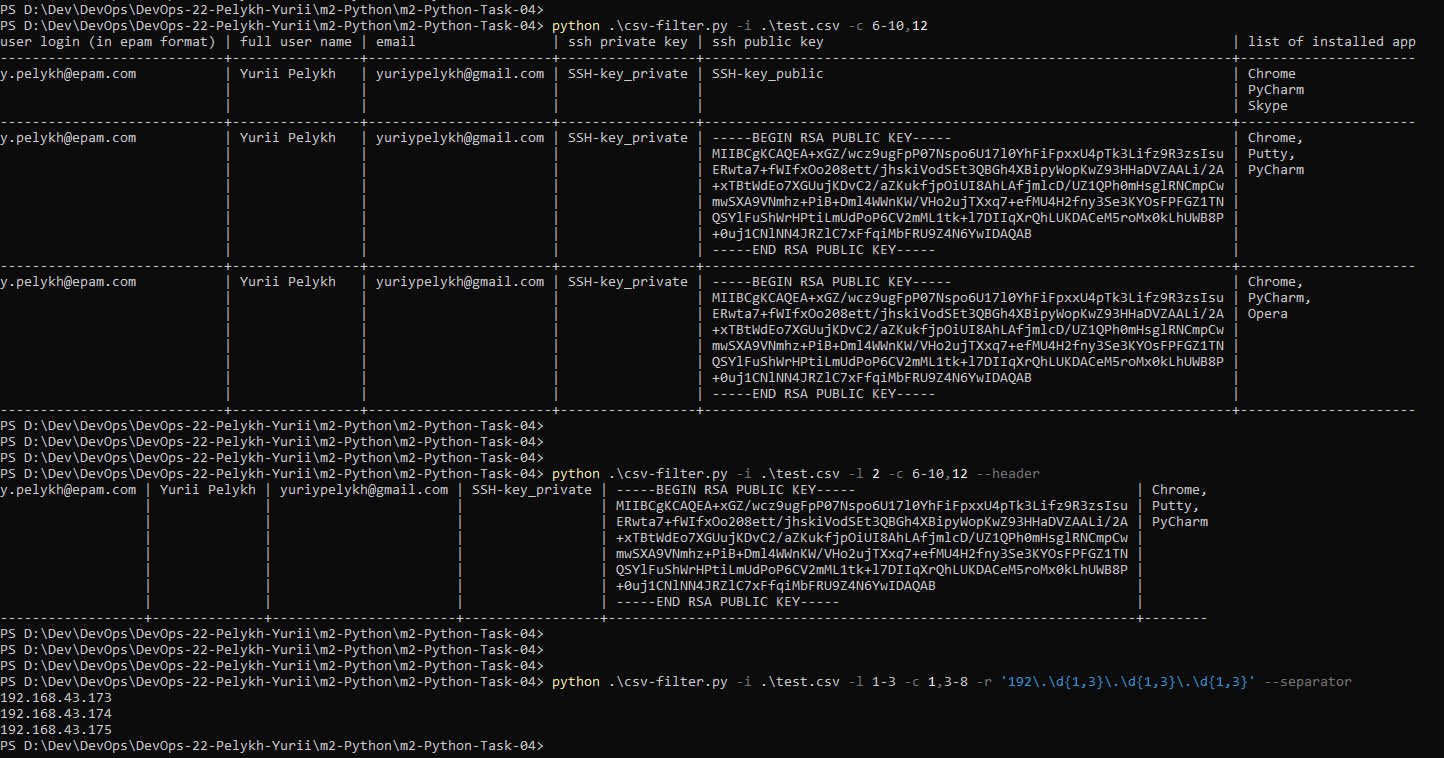 PS D:\Dev\DevOps\DevOps-22-Pelykh-Yurii\m2-Python\m2-Python-Task-04>
PS D:\Dev\DevOps\DevOps-22-Pelykh-Yurii\m2-Python\m2-Python-Task-04> python .\csv-filter.py -i .\test.csv -c 6-10,12
user login (in epam format) | full user name | email                 | ssh private key | ssh public key                                                   | list of installed app
----------------------------+----------------+-----------------------+-----------------+------------------------------------------------------------------+----------------------
y.pelykh@epam.com           | Yurii Pelykh   | yuriypelykh@gmail.com | SSH-key_private | SSH-key_public                                                   | Chrome
                            |                |                       |                 |                                                                  | PyCharm
                            |                |                       |                 |                                                                  | Skype
----------------------------+----------------+-----------------------+-----------------+------------------------------------------------------------------+----------------------
y.pelykh@epam.com           | Yurii Pelykh   | yuriypelykh@gmail.com | SSH-key_private | -----BEGIN RSA PUBLIC KEY-----                                   | Chrome,
                            |                |                       |                 | MIIBCgKCAQEA+xGZ/wcz9ugFpP07Nspo6U17l0YhFiFpxxU4pTk3Lifz9R3zsIsu | Putty,
                            |                |                       |                 | ERwta7+fWIfxOo208ett/jhskiVodSEt3QBGh4XBipyWopKwZ93HHaDVZAALi/2A | PyCharm
                            |                |                       |                 | +xTBtWdEo7XGUujKDvC2/aZKukfjpOiUI8AhLAfjmlcD/UZ1QPh0mHsglRNCmpCw |
                            |                |                       |                 | mwSXA9VNmhz+PiB+Dml4WWnKW/VHo2ujTXxq7+efMU4H2fny3Se3KYOsFPFGZ1TN |
                            |                |                       |                 | QSYlFuShWrHPtiLmUdPoP6CV2mML1tk+l7DIIqXrQhLUKDACeM5roMx0kLhUWB8P |
                            |                |                       |                 | +0uj1CNlNN4JRZlC7xFfqiMbFRU9Z4N6YwIDAQAB                         |
                            |                |                       |                 | -----END RSA PUBLIC KEY-----                                     |
----------------------------+----------------+-----------------------+-----------------+------------------------------------------------------------------+----------------------
y.pelykh@epam.com           | Yurii Pelykh   | yuriypelykh@gmail.com | SSH-key_private | -----BEGIN RSA PUBLIC KEY-----                                   | Chrome,
                            |                |                       |                 | MIIBCgKCAQEA+xGZ/wcz9ugFpP07Nspo6U17l0YhFiFpxxU4pTk3Lifz9R3zsIsu | PyCharm,
                            |                |                       |                 | ERwta7+fWIfxOo208ett/jhskiVodSEt3QBGh4XBipyWopKwZ93HHaDVZAALi/2A | Opera
                            |                |                       |                 | +xTBtWdEo7XGUujKDvC2/aZKukfjpOiUI8AhLAfjmlcD/UZ1QPh0mHsglRNCmpCw |
                            |                |                       |                 | mwSXA9VNmhz+PiB+Dml4WWnKW/VHo2ujTXxq7+efMU4H2fny3Se3KYOsFPFGZ1TN |
                            |                |                       |                 | QSYlFuShWrHPtiLmUdPoP6CV2mML1tk+l7DIIqXrQhLUKDACeM5roMx0kLhUWB8P |
                            |                |                       |                 | +0uj1CNlNN4JRZlC7xFfqiMbFRU9Z4N6YwIDAQAB                         |
                            |                |                       |                 | -----END RSA PUBLIC KEY-----                                     |
----------------------------+----------------+-----------------------+-----------------+------------------------------------------------------------------+----------------------
PS D:\Dev\DevOps\DevOps-22-Pelykh-Yurii\m2-Python\m2-Python-Task-04>
PS D:\Dev\DevOps\DevOps-22-Pelykh-Yurii\m2-Python\m2-Python-Task-04>
PS D:\Dev\DevOps\DevOps-22-Pelykh-Yurii\m2-Python\m2-Python-Task-04>
PS D:\Dev\DevOps\DevOps-22-Pelykh-Yurii\m2-Python\m2-Python-Task-04> python .\csv-filter.py -i .\test.csv -l 2 -c 6-10,12 --header
y.pelykh@epam.com | Yurii Pelykh | yuriypelykh@gmail.com | SSH-key_private | -----BEGIN RSA PUBLIC KEY-----                                   | Chrome,
                  |              |                       |                 | MIIBCgKCAQEA+xGZ/wcz9ugFpP07Nspo6U17l0YhFiFpxxU4pTk3Lifz9R3zsIsu | Putty,
                  |              |                       |                 | ERwta7+fWIfxOo208ett/jhskiVodSEt3QBGh4XBipyWopKwZ93HHaDVZAALi/2A | PyCharm
                  |              |                       |                 | +xTBtWdEo7XGUujKDvC2/aZKukfjpOiUI8AhLAfjmlcD/UZ1QPh0mHsglRNCmpCw |
                  |              |                       |                 | mwSXA9VNmhz+PiB+Dml4WWnKW/VHo2ujTXxq7+efMU4H2fny3Se3KYOsFPFGZ1TN |
                  |              |                       |                 | QSYlFuShWrHPtiLmUdPoP6CV2mML1tk+l7DIIqXrQhLUKDACeM5roMx0kLhUWB8P |
                  |              |                       |                 | +0uj1CNlNN4JRZlC7xFfqiMbFRU9Z4N6YwIDAQAB                         |
                  |              |                       |                 | -----END RSA PUBLIC KEY-----                                     |
------------------+--------------+-----------------------+-----------------+------------------------------------------------------------------+--------
PS D:\Dev\DevOps\DevOps-22-Pelykh-Yurii\m2-Python\m2-Python-Task-04>
PS D:\Dev\DevOps\DevOps-22-Pelykh-Yurii\m2-Python\m2-Python-Task-04>
PS D:\Dev\DevOps\DevOps-22-Pelykh-Yurii\m2-Python\m2-Python-Task-04>
PS D:\Dev\DevOps\DevOps-22-Pelykh-Yurii\m2-Python\m2-Python-Task-04> python .\csv-filter.py -i .\test.csv -l 1-3 -c 1,3-8 -r '192\.\d{1,3}\.\d{1,3}\.\d{1,3}' --separator
192.168.43.173
192.168.43.174
192.168.43.175
PS D:\Dev\DevOps\DevOps-22-Pelykh-Yurii\m2-Python\m2-Python-Task-04>